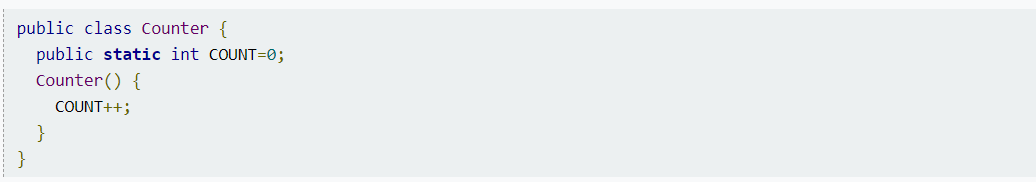 public class Counter {
  public static int COUNT=0;
  Counter() {
    COUNT++;
  }
}